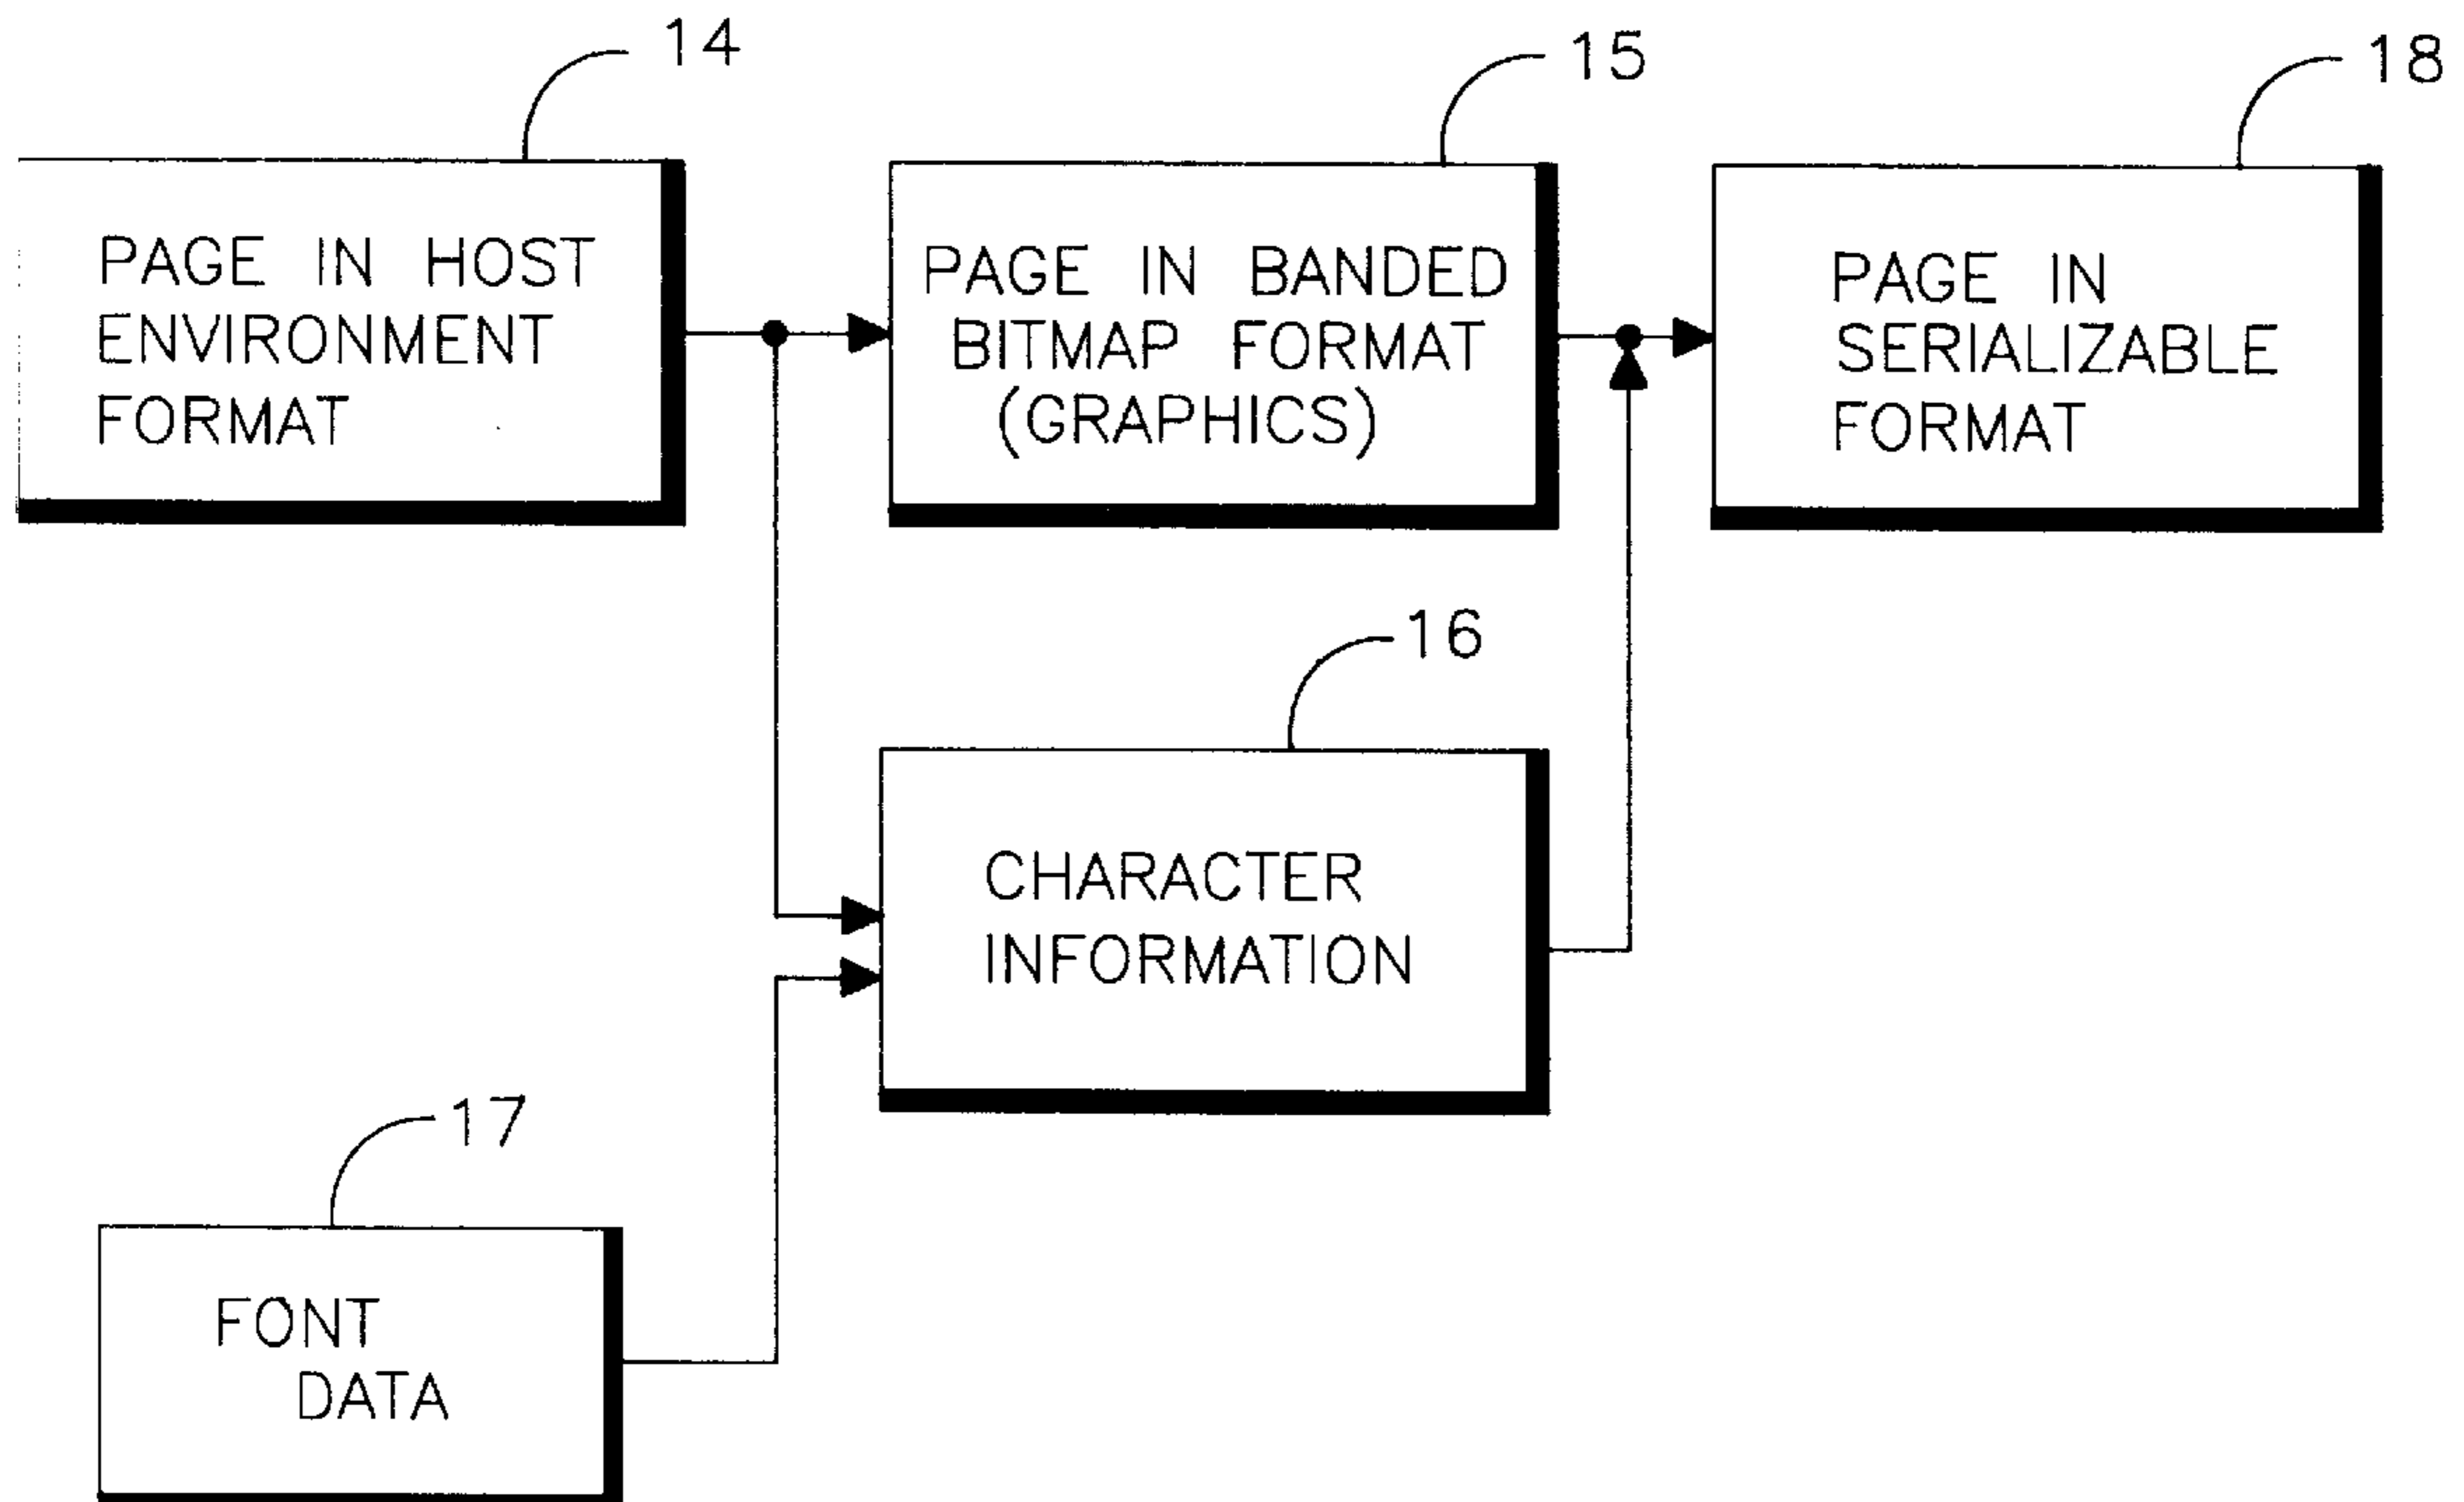 14
PAGE IN HOST
ENVIRONMENT
FORMAT
15
PAGE IN BANDED
BITMAP FORMAT
(GRAPHICS)
18
PAGE IN
SERIALIZABLE
FORMAT
16
CHARACTER
INFORMATION
17
FONT
DATA